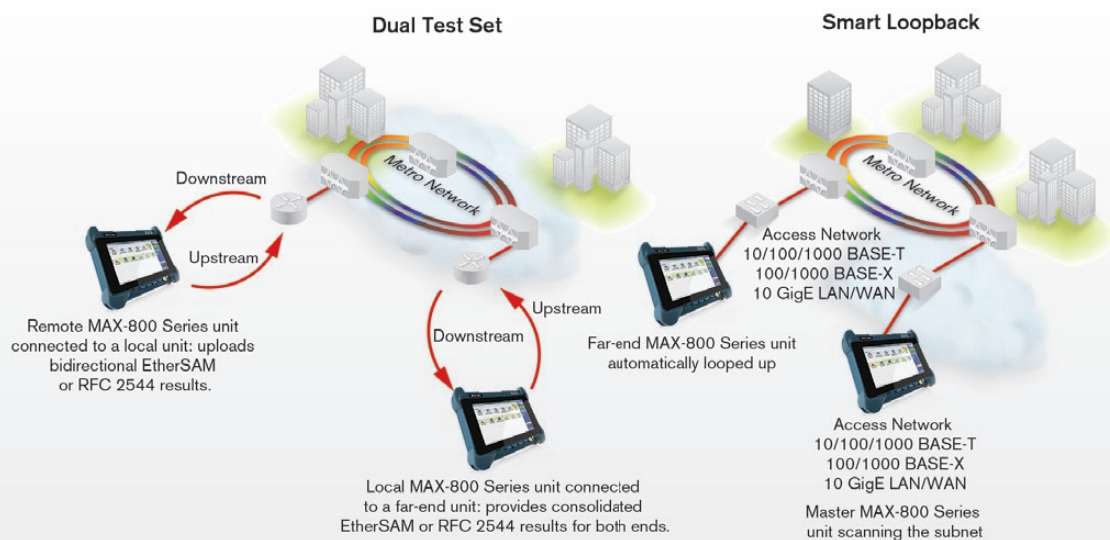 Dual Test Set
Metro Network
Downstream
Upstream
Remote MAX-800 Series unit
connected to a local unit: uploads
bidirectional EtherSAM
or RFC 2544 results.
Upstream
Downstream
Local MAX-800 Series unit connected
to a far-end unit: provides consolidated
EtherSAM or RFC 2544 results for both ends.
Smart Loopback
Metro Network
Access Network
10/100/1000 BASE-T
100/1000 BASE-X
10 GigE LAN/WAN
Far-end MAX-800 Series unit
automatically looped up
Access Network
10/100/1000 BASE-T
100/1000 BASE-X
10 GigE LAN/WAN
Master MAX-800 Series
unit scanning the subnet